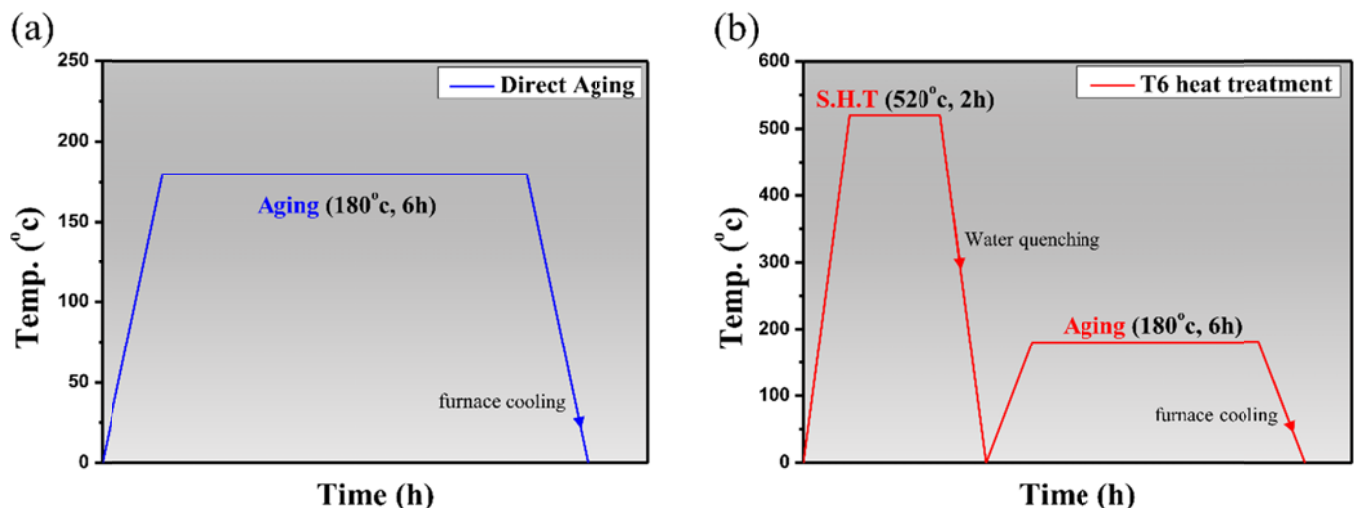 (a)
250
200
150
100
50
0
Temp. (°c)
Time (h)
Direct Aging
Aging (180°c, 6h)
furnace cooling
(b)
600
500
400
300
200
100
0
Temp. (°c)
Time (h)
T6 heat treatment
S.H.T (520°c, 2h)
Water quenching
Aging (180°c, 6h)
furnace cooling